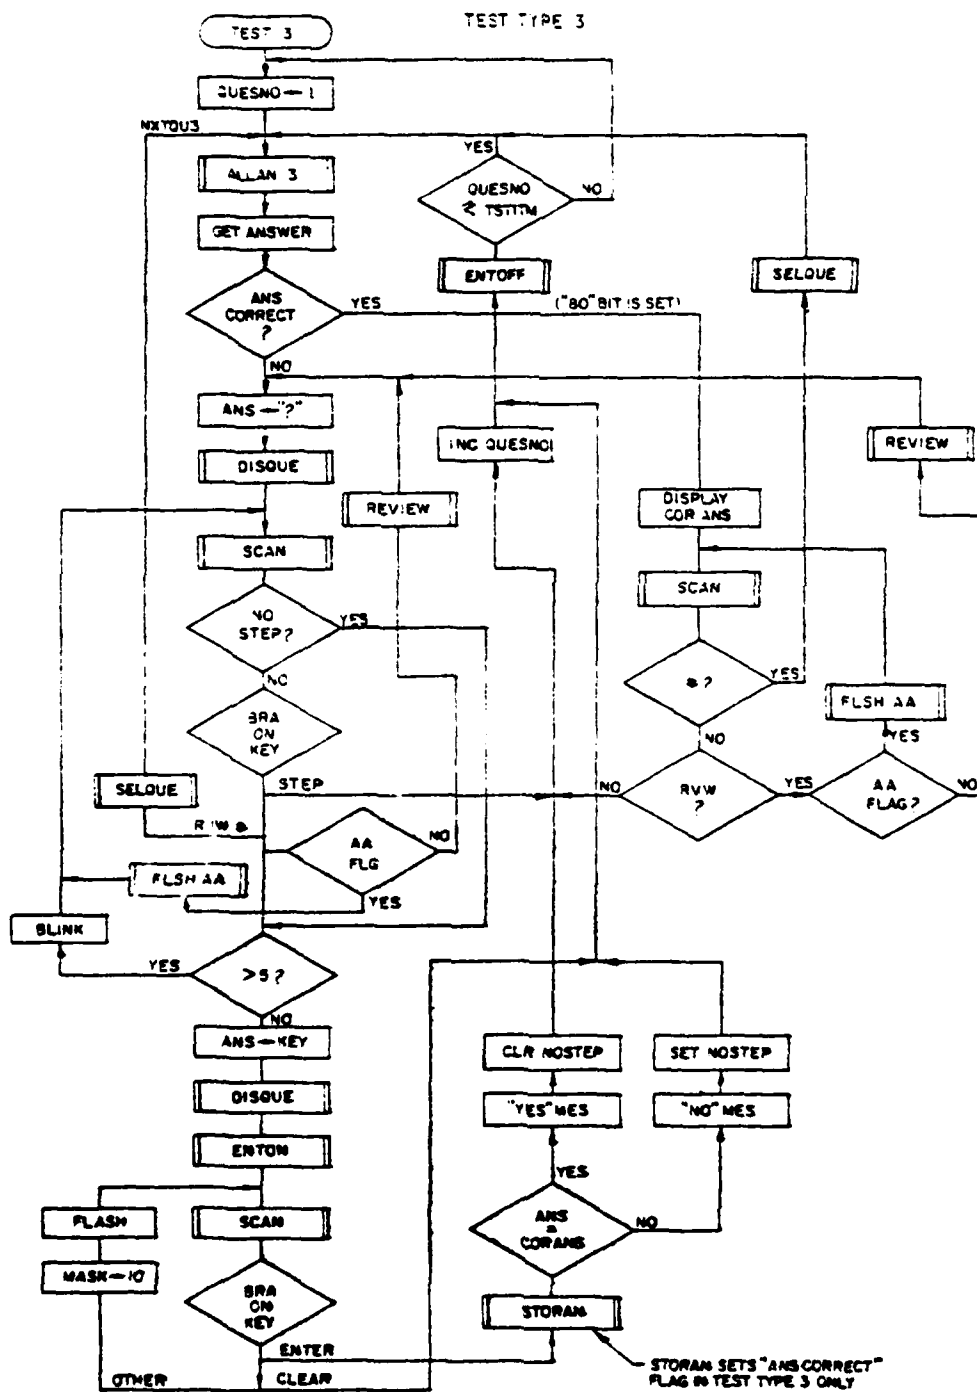 TEST TYPE 3
TEST 3
QUESNO ← 1
NXTQU3
ALLAN 3
GET ANSWER
ANS
CORRECT
?
YES
("80" BIT IS SET)
NO
QUESNO
≥ TSTITM
YES
NO
ENTOFF
SELQUE
ANS ← "?"
DISQUE
INC QUESNO
REVIEW
REVIEW
DISPLAY
COR ANS
SCAN
SCAN
NO
STEP?
YES
NO
BRA
ON
KEY
STEP
SELQUE
RVW
AA
FLG
NO
YES
FLSH AA
BLINK
?
YES
NO
RVW
?
NO
YES
AA
FLAG?
YES
NO
FLSH AA
>5?
YES
NO
ANS ← KEY
DISQUE
ENTON
SCAN
FLASH
MASK ← 10
BRA
ON
KEY
ENTER
CLEAR
OTHER
CLR NOSTEP
SET NOSTEP
"YES" MES
"NO" MES
YES
ANS
=
CORANS
NO
STORAN
STORAN SETS "ANS CORRECT"
FLAG IN TEST TYPE 3 ONLY